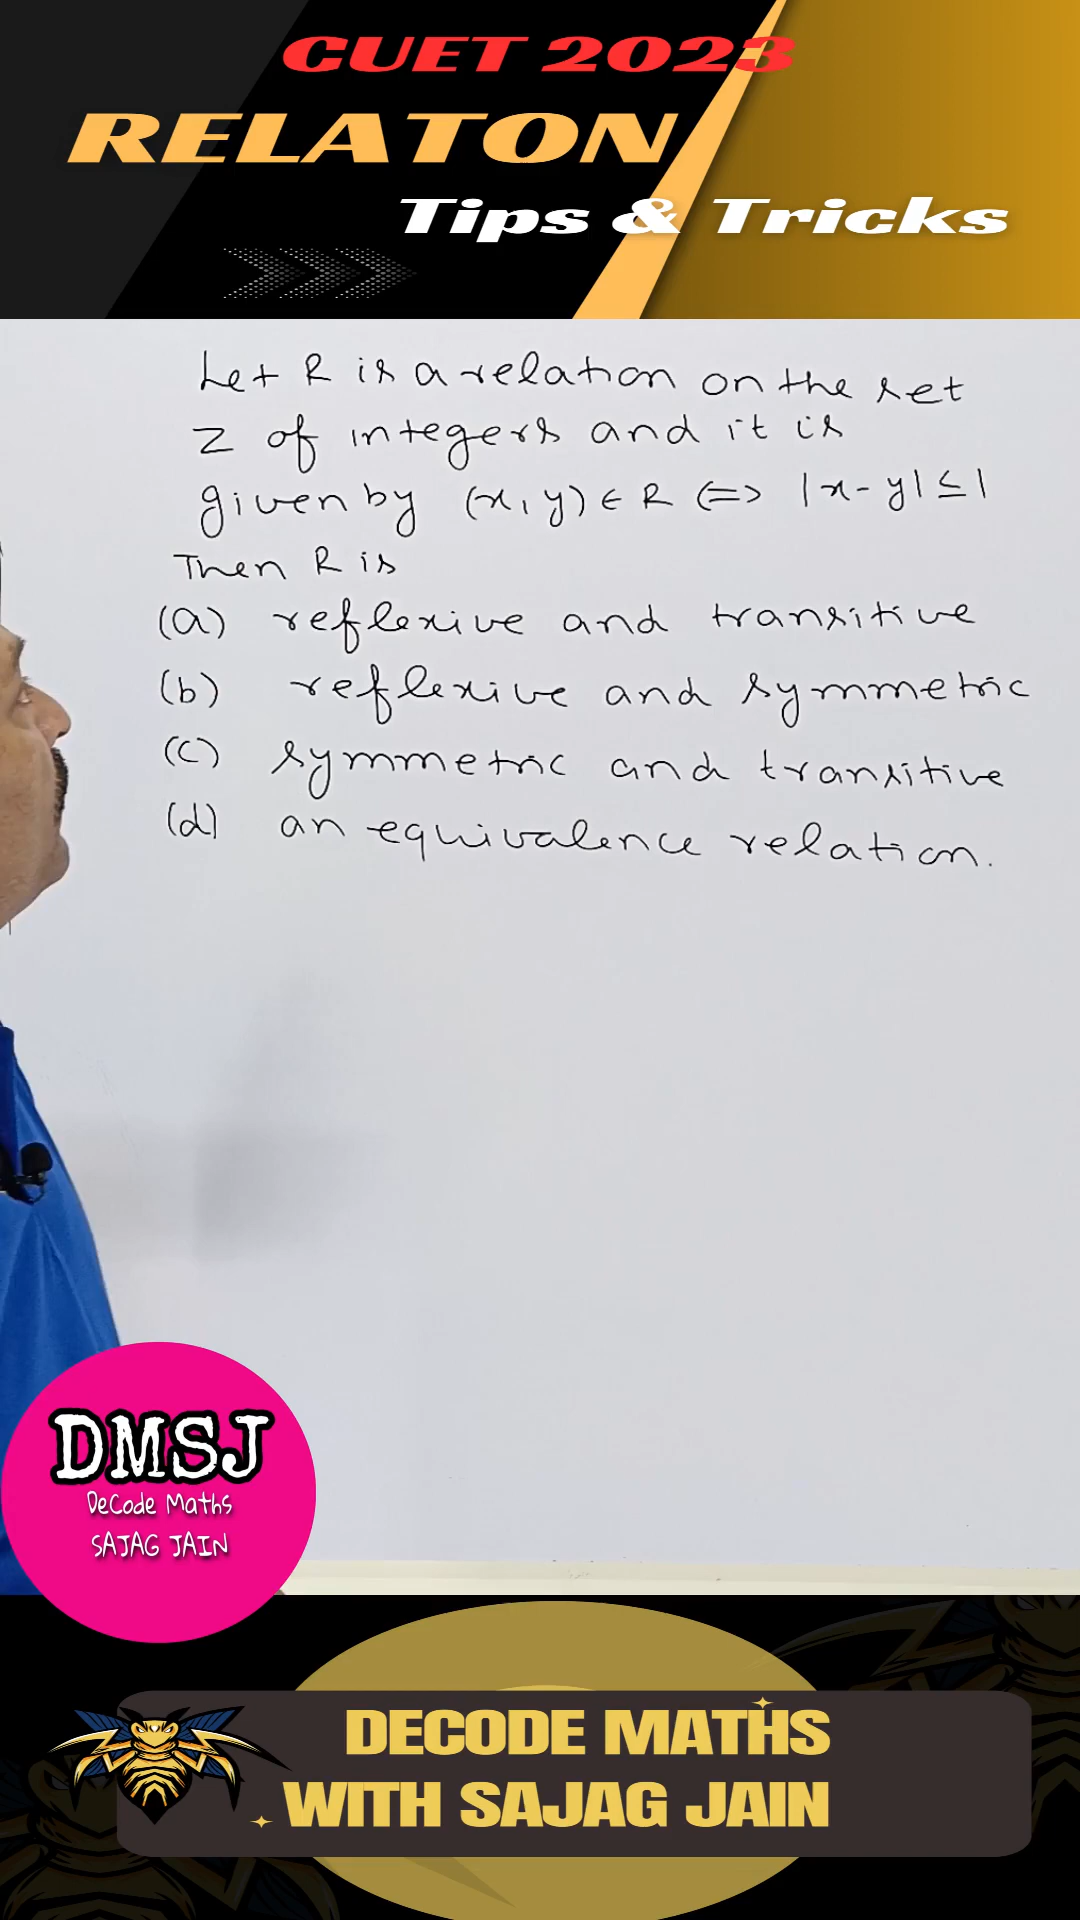 CUET 2023
RELATON
Tips & Tricks
Let R is a relation on the set
Z of integers and it is
given by (x, y) ∈ R <=> |x-y| ≤ 1
Then R is
(a) reflexive and transitive
(b) reflexive and symmetric
(c) symmetric and transitive
(d) an equivalence relation.
DMSJ
DeCode Maths
SAJAG JAIN
DECODE MATHS
WITH SAJAG JAIN